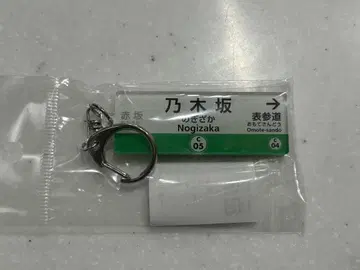 赤坂
乃木坂
のぎざか
Nogizaka
→
表参道
おもてさんどう
Omote-sando
C
05
C
04